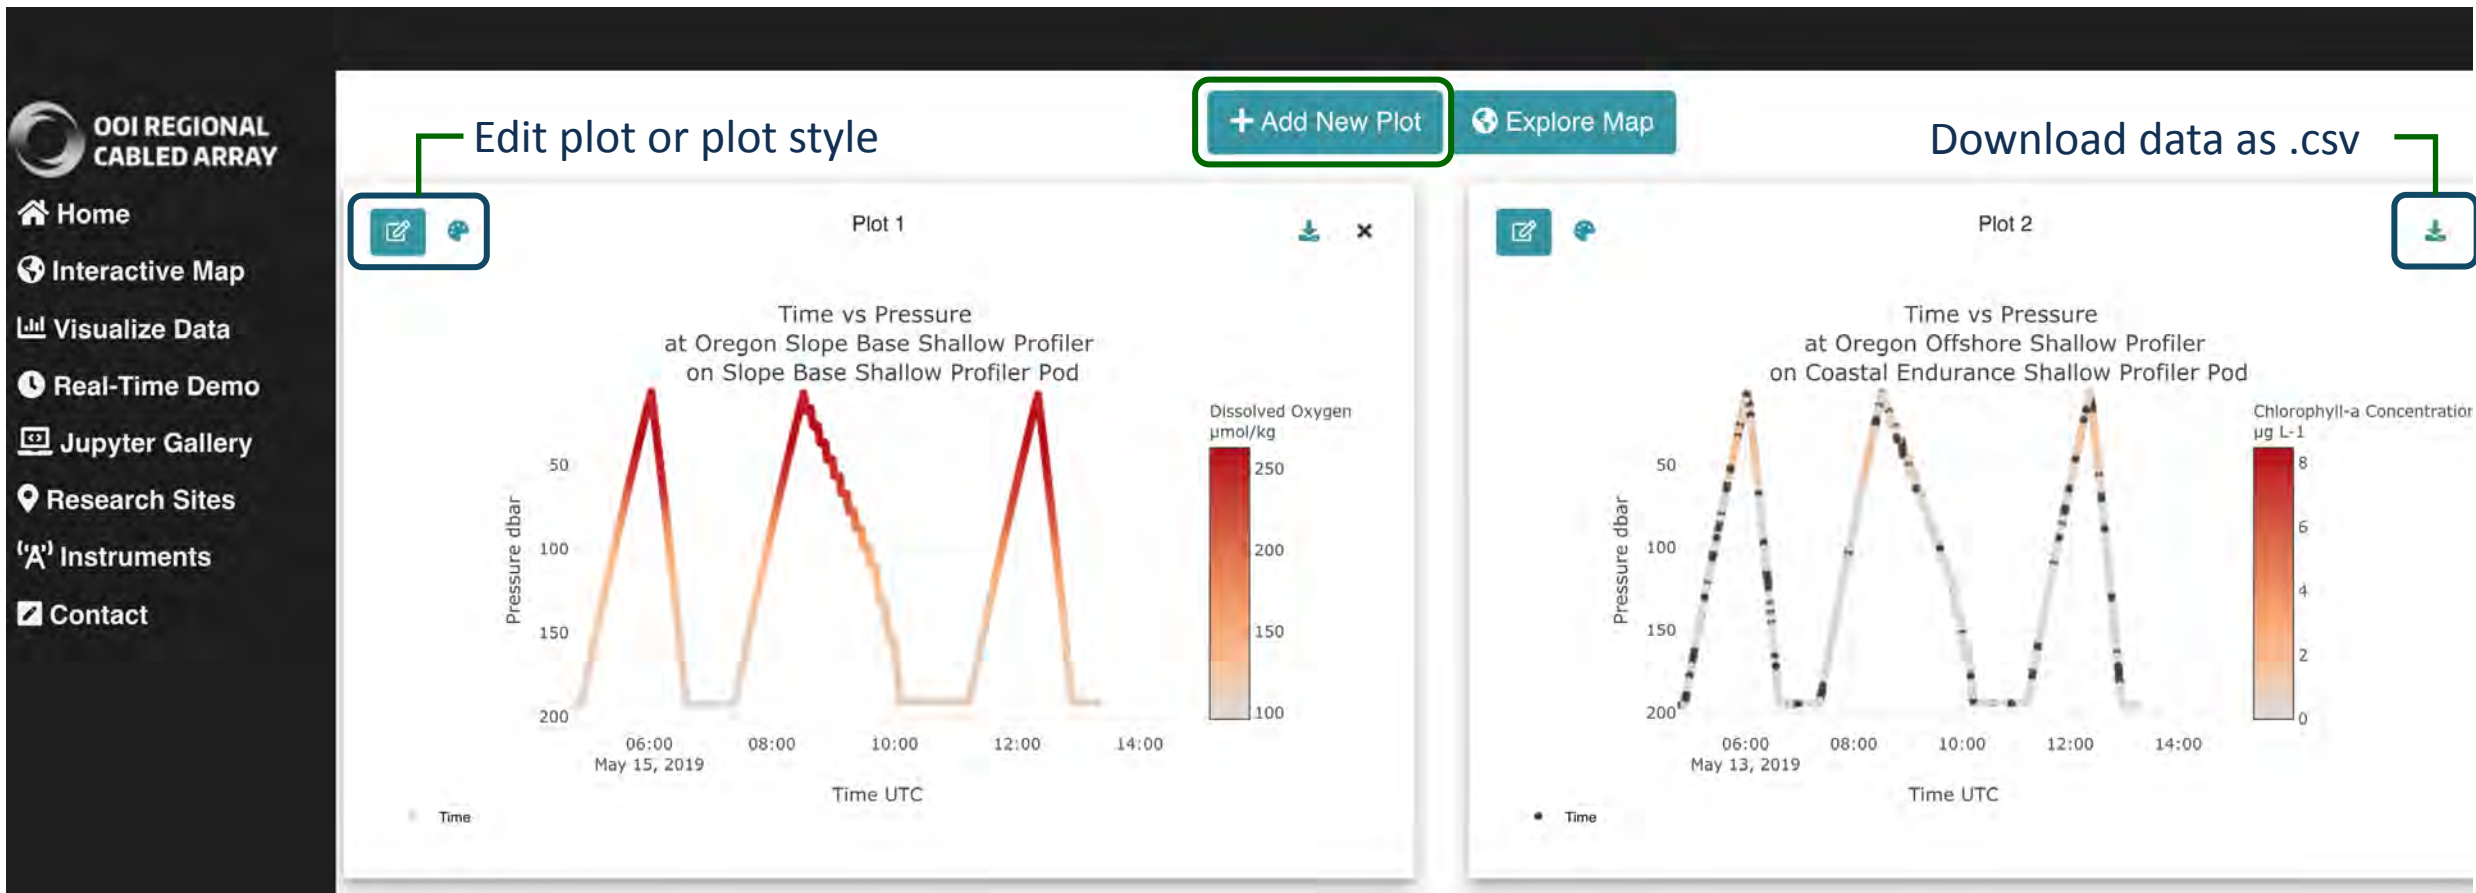 OOI REGIONAL
CABLED ARRAY
Home
Interactive Map
Visualize Data
Real-Time Demo
Jupyter Gallery
Research Sites
Instruments
Contact
Edit plot or plot style
+ Add New Plot
Explore Map
Download data as .csv
Plot 1
Time vs Pressure
at Oregon Slope Base Shallow Profiler
on Slope Base Shallow Profiler Pod
Dissolved Oxygen
µmol/kg
250
200
150
100
Pressure dbar
50
100
150
200
06:00 08:00 10:00 12:00 14:00
May 15, 2019
Time UTC
Time
Plot 2
Time vs Pressure
at Oregon Offshore Shallow Profiler
on Coastal Endurance Shallow Profiler Pod
Chlorophyll-a Concentration
µg L-1
8
6
4
2
0
Pressure dbar
50
100
150
200
06:00 08:00 10:00 12:00 14:00
May 13, 2019
Time UTC
Time